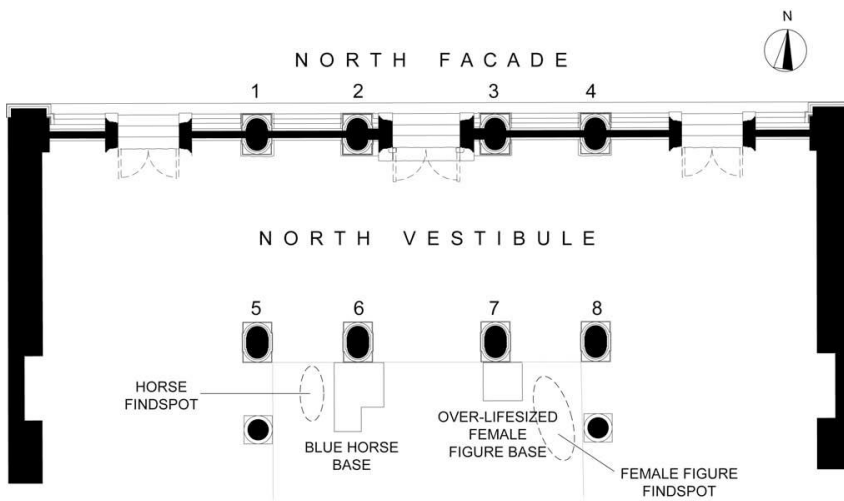 N
NORTH FACADE
1 2 3 4
NORTH VESTIBULE
5 6 7 8
HORSE
FINDSPOT
BLUE HORSE
BASE
OVER-LIFESIZED
FEMALE
FIGURE BASE
FEMALE FIGURE
FINDSPOT